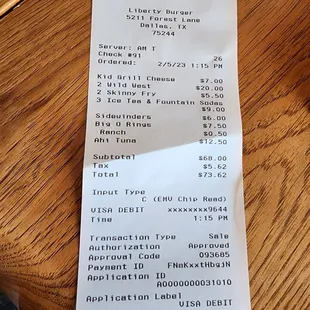 Liberty Burger
5211 Forest Lane
Dallas, TX
75244
Server: AM T
Check #91 26
Ordered: 2/5/23 1:15 PM
Kid Grill Cheese $7.00
2 Wild West $20.00
2 Skinny Fry $5.50
3 Ice Tea & Fountain Sodas
$9.00
Sidewinders $6.00
Big O Rings $7.50
Ranch $0.50
Ahi Tuna $12.50
Subtotal $68.00
Tax $5.62
Total $73.62
Input Type
C (EMV Chip Read)
VISA DEBIT xxxxxxxx9644
Time 1:15 PM
Transaction Type Sale
Authorization Approved
Approval Code 093685
Payment ID FNmKxxtHbgjN
Application ID
A0000000031010
Application Label
VISA DEBIT